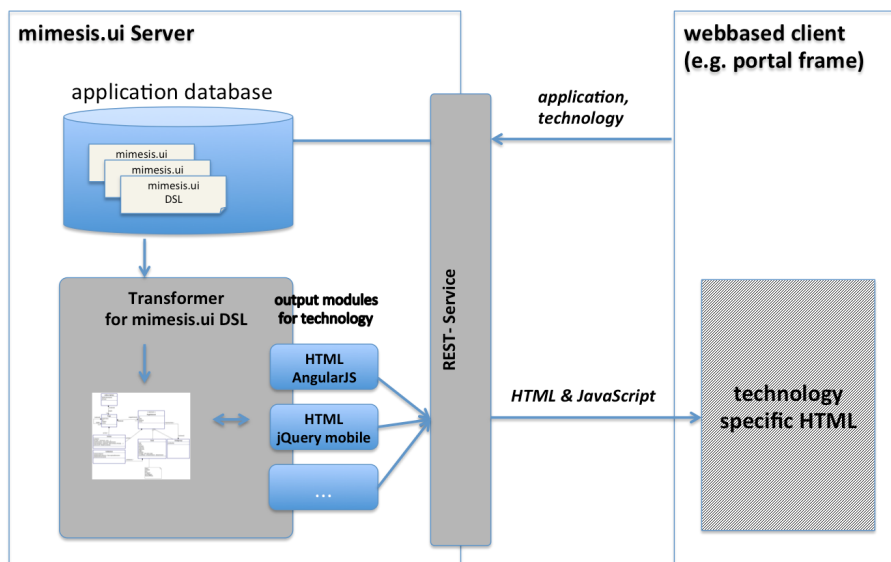 mimesis.ui Server
webbased client
(e.g. portal frame)
application database
mimesis.ui
mimesis.ui
mimesis.ui
DSL
application,
technology
Transformer
for mimesis.ui DSL
output modules
for technology
HTML
AngularJS
HTML
jQuery mobile
...
REST- Service
HTML & JavaScript
technology
specific HTML